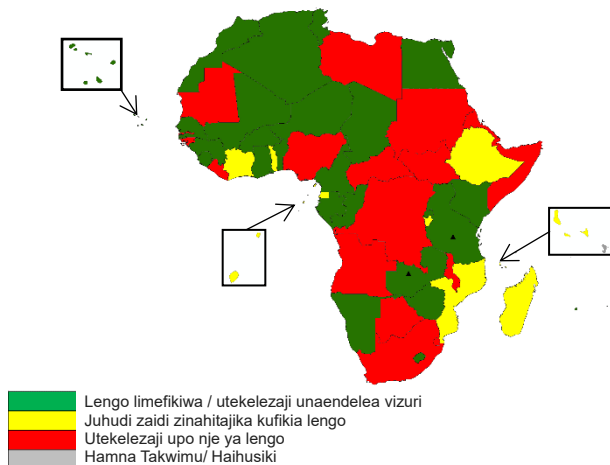 Lengo limefikiwa / utekelezaji unaendelea vizuri
Juhudi zaidi zinahitajika kufikia lengo
Utekelezaji upo nje ya lengo
Hamna Takwimu/ Haihusiki